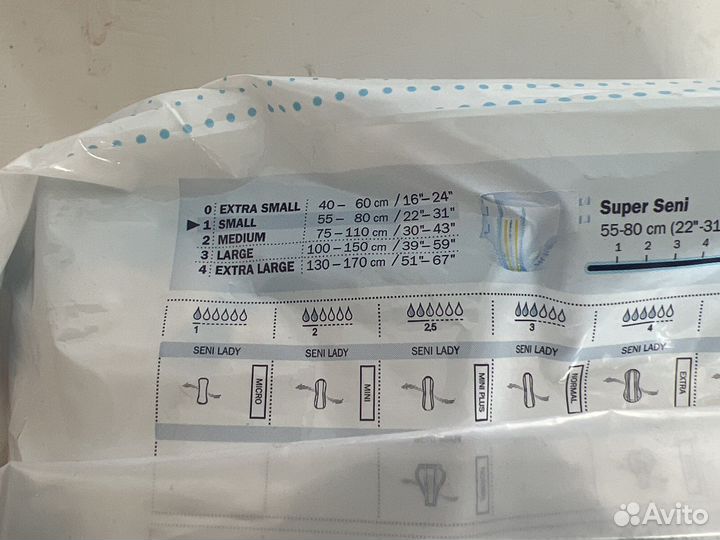 0 EXTRA SMALL 40 – 60 cm / 16"–24"
▶ 1 SMALL 55 – 80 cm / 22"–31"
2 MEDIUM 75 – 110 cm / 30"–43"
3 LARGE 100 – 150 cm / 39"–59"
4 EXTRA LARGE 130 – 170 cm / 51"–67"
Super Seni
55-80 cm (22"-31
1 2 3 4
1 2 2,5 3 4
SENI LADY SENI LADY SENI LADY SENI LADY SENI LADY
MICRO MINI MINI PLUS NORMAL EXTRA
Avito